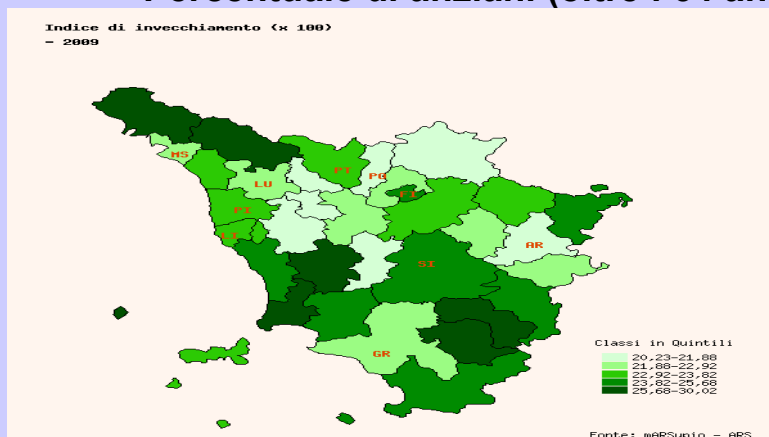 Indice di invecchiamento (x 100)
- 2009
MS
LU
PT
PO
FI
PI
LI
AR
SI
GR
Classi in Quintili
20,23-21,88
21,88-22,92
22,92-23,82
23,82-25,68
25,68-30,02
Fonte: mARSupio - ARS